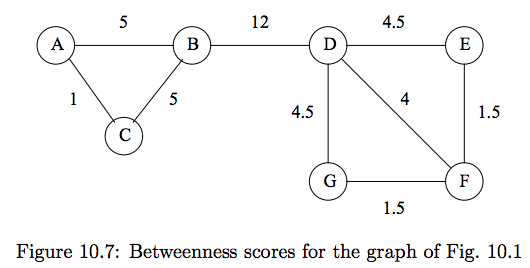 5 12 4.5
A B D E
1 5 4.5 4 1.5
C
G F
1.5
Figure 10.7: Betweenness scores for the graph of Fig. 10.1